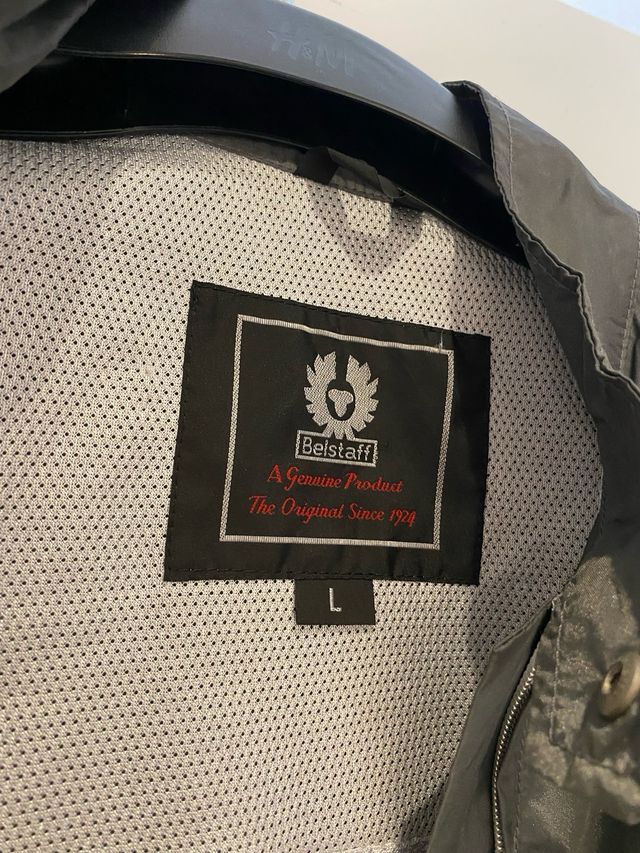 H&M
Belstaff
A Genuine Product
The Original Since 1924
L